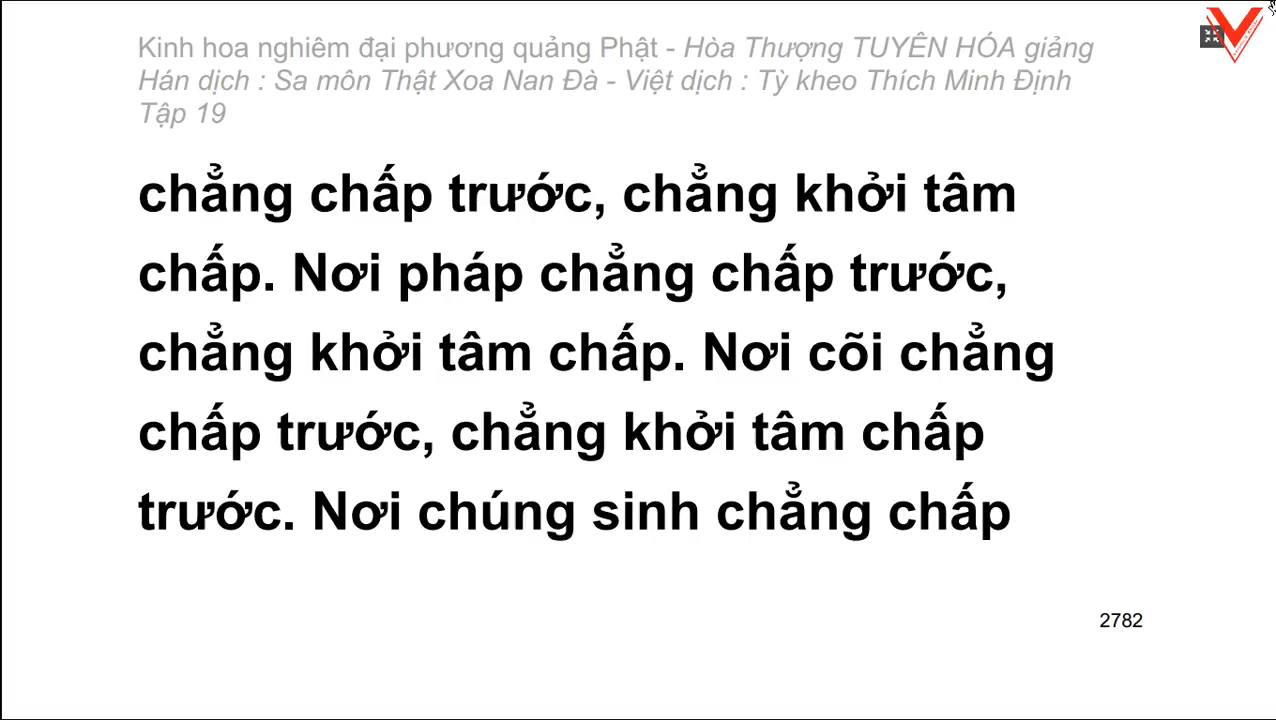 Kinh hoa nghiêm đại phương quảng Phật - Hòa Thượng TUYÊN HÓA giảng
Hán dịch : Sa môn Thật Xoa Nan Đà - Việt dịch : Tỳ kheo Thích Minh Định
Tập 19
chẳng chấp trước, chẳng khởi tâm
chấp. Nơi pháp chẳng chấp trước,
chẳng khởi tâm chấp. Nơi cõi chẳng
chấp trước, chẳng khởi tâm chấp
trước. Nơi chúng sinh chẳng chấp
2782